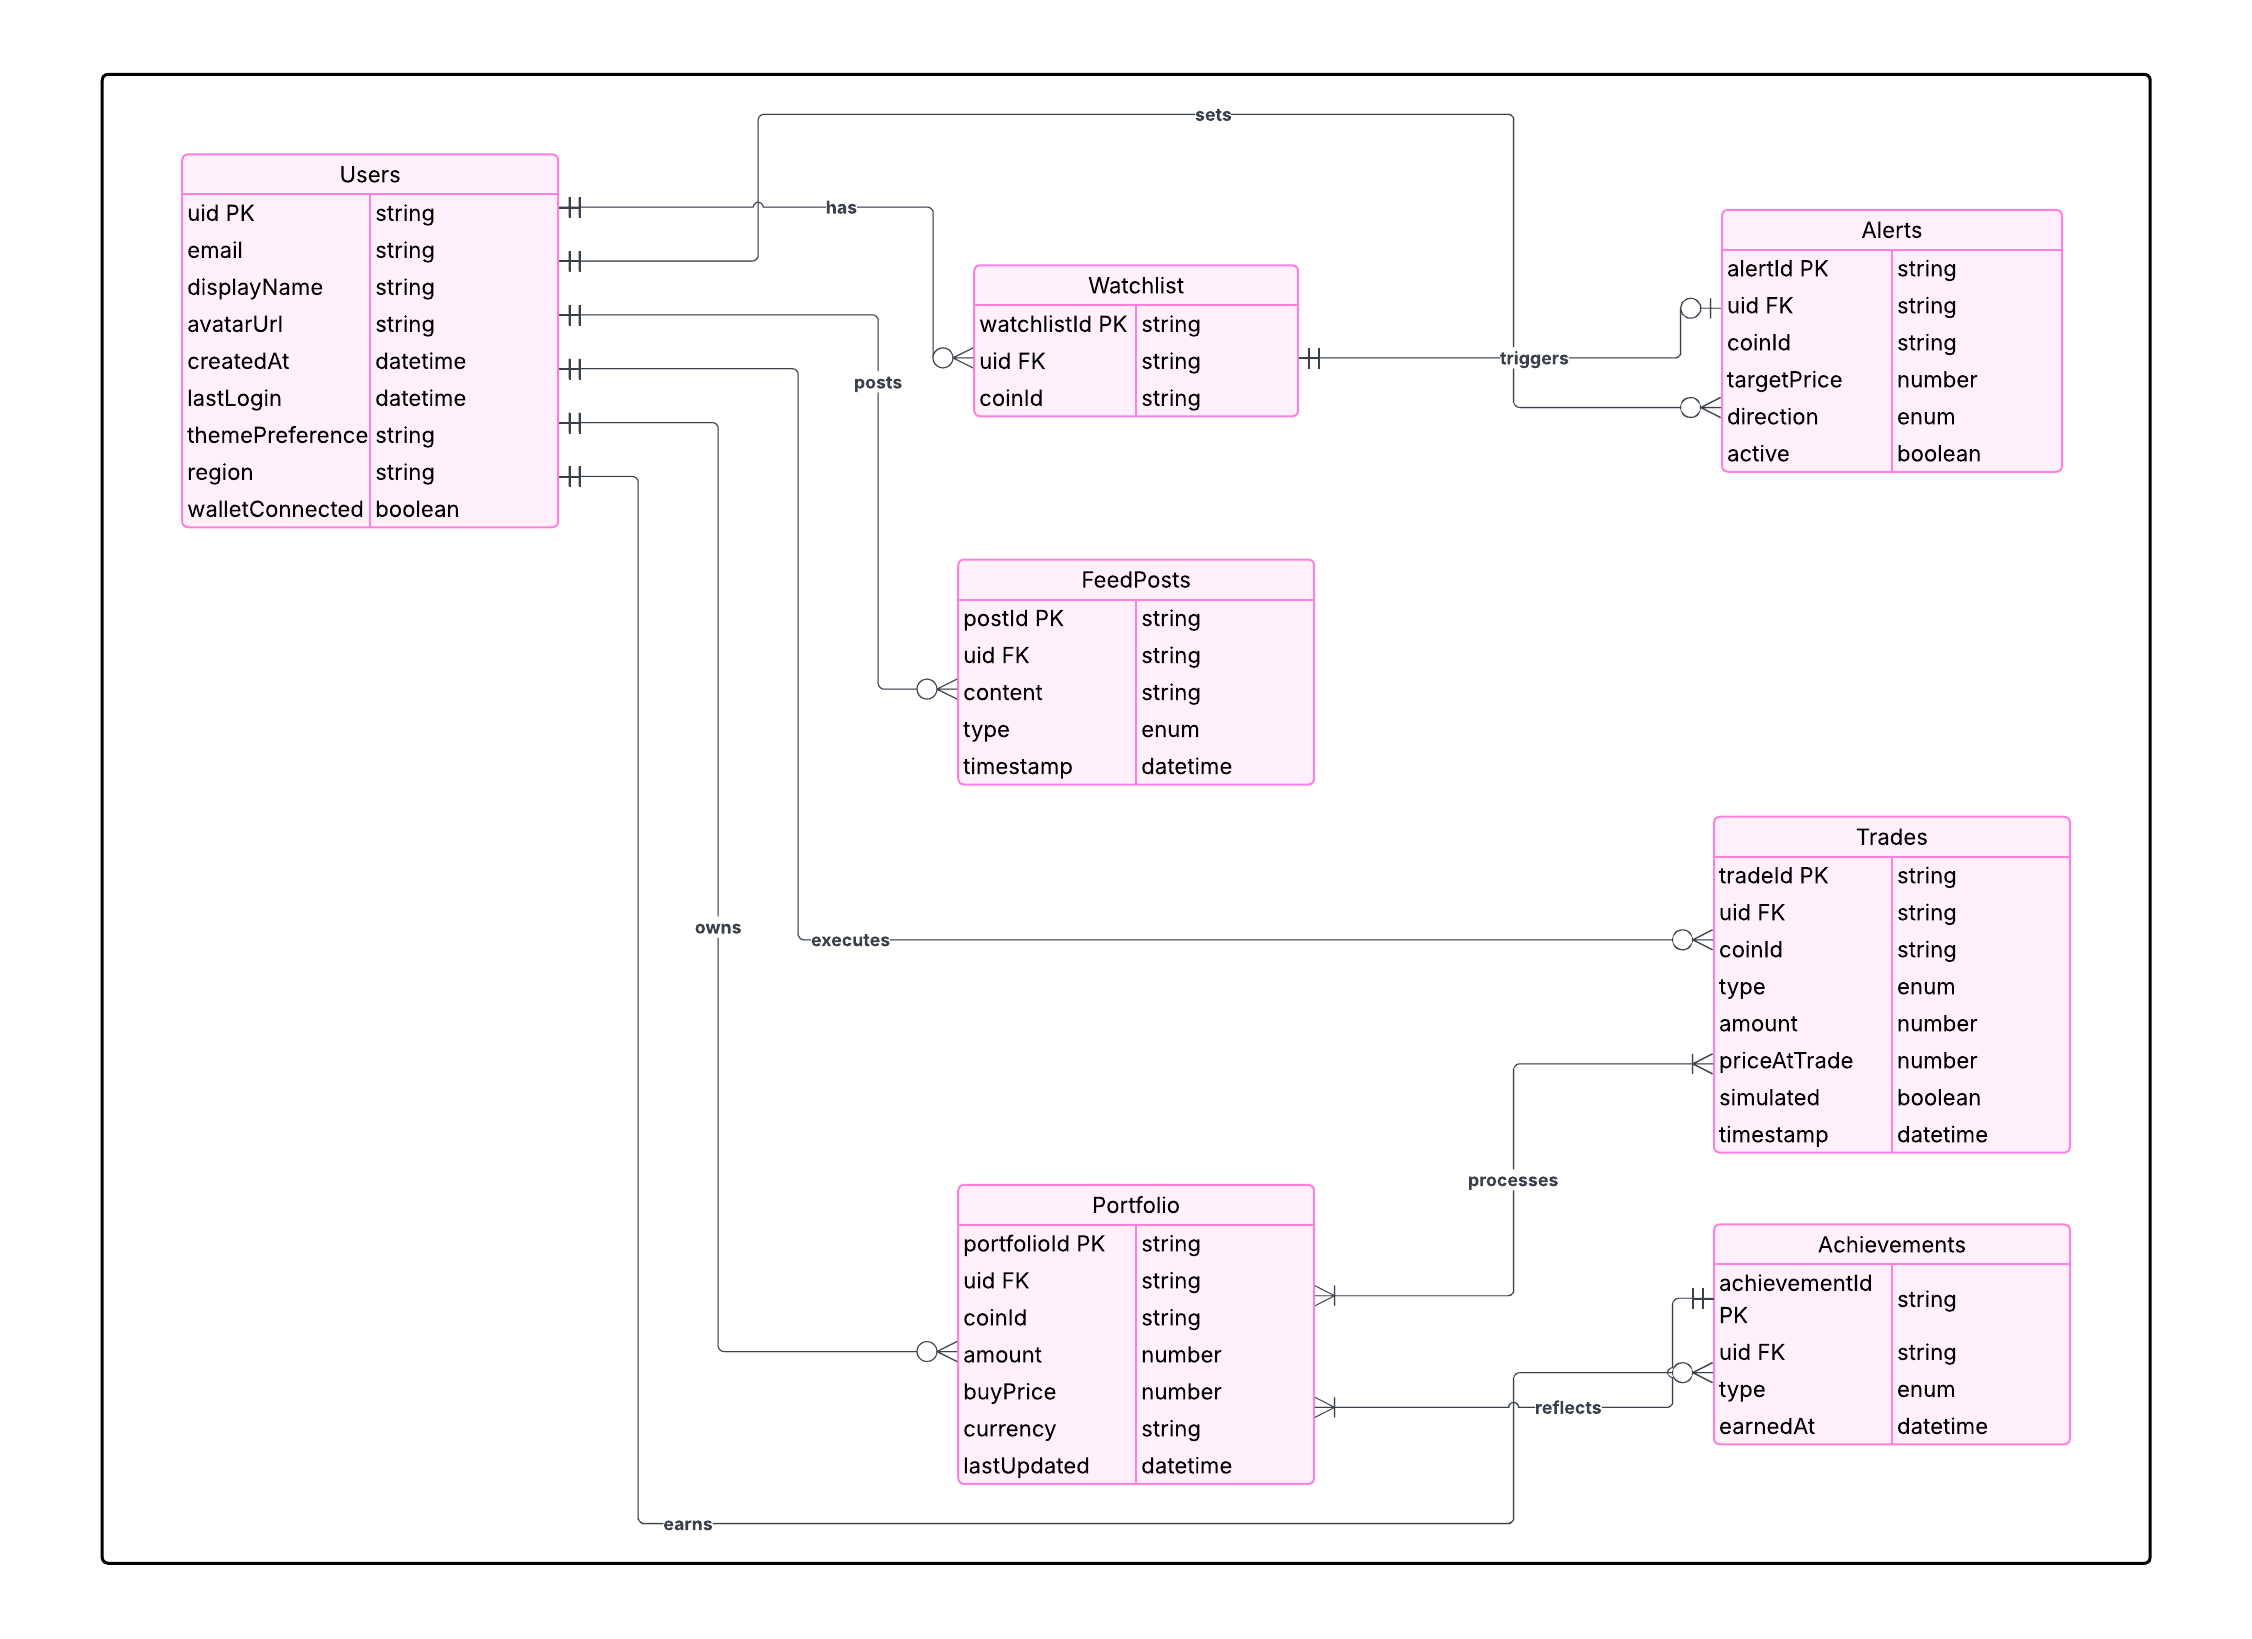 sets
Users
uid PK string
email string
displayName string
avatarUrl string
createdAt datetime
lastLogin datetime
themePreference string
region string
walletConnected boolean
has
posts
Watchlist
watchlistId PK string
uid FK string
coinId string
triggers
Alerts
alertId PK string
uid FK string
coinId string
targetPrice number
direction enum
active boolean
FeedPosts
postId PK string
uid FK string
content string
type enum
timestamp datetime
owns
executes
Trades
tradeId PK string
uid FK string
coinId string
type enum
amount number
priceAtTrade number
simulated boolean
timestamp datetime
processes
Portfolio
portfolioId PK string
uid FK string
coinId string
amount number
buyPrice number
currency string
lastUpdated datetime
reflects
Achievements
achievementId
PK
string
uid FK string
type enum
earnedAt datetime
earns